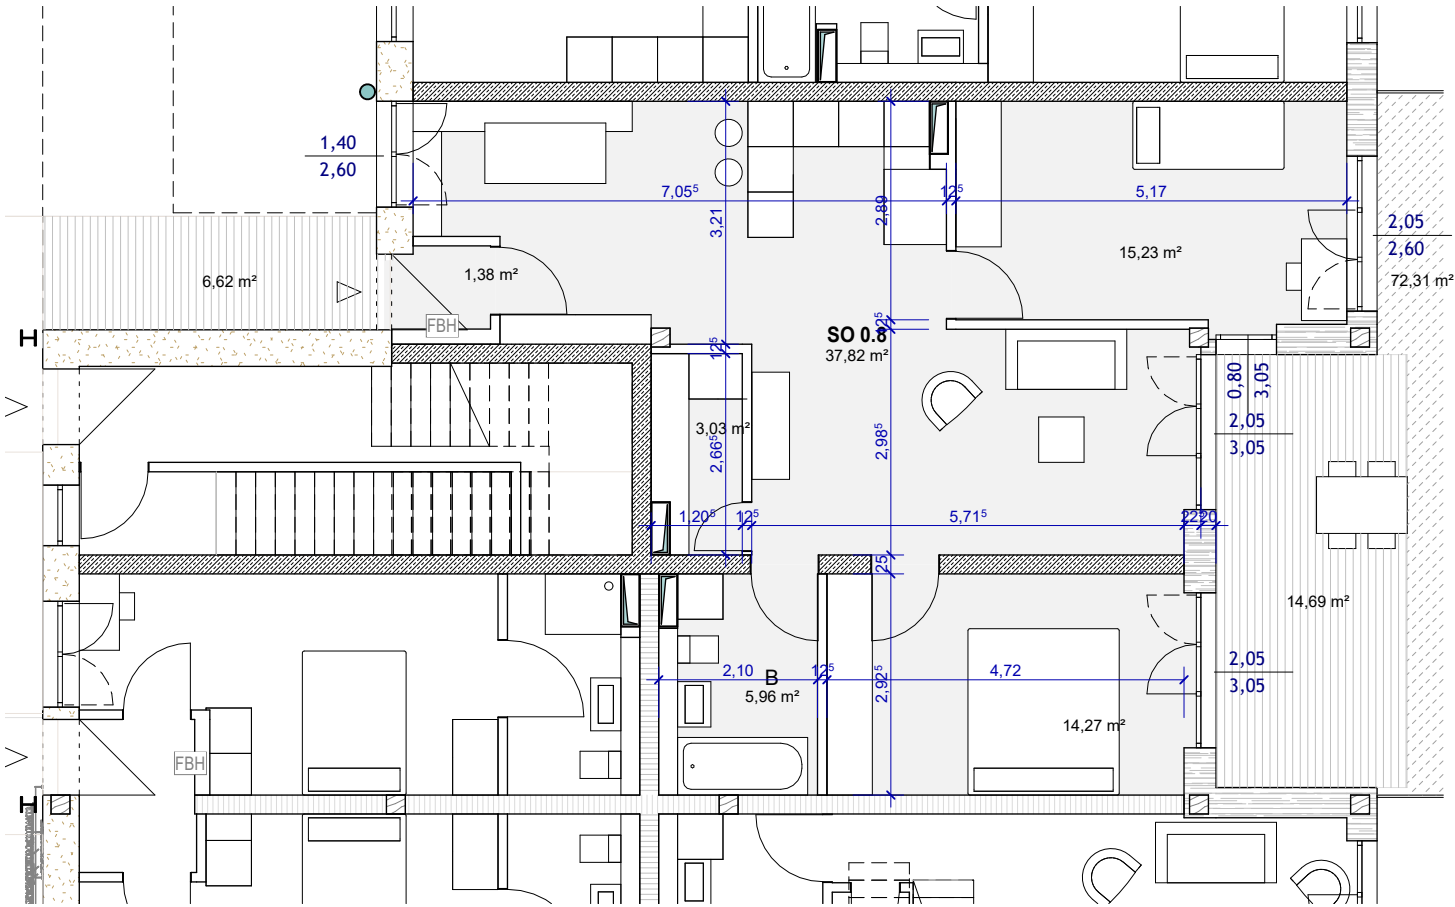 1,40
2,60
7,05⁵
12⁵
5,17
3,21
2,89
2,05
2,60
15,23 m²
1,38 m²
6,62 m²
72,31 m²
FBH
H
SO 0.8
37,82 m²
12⁵
12⁵
0,80
3,05
2,05
3,05
3,03 m²
2,66⁵
2,98⁵
1,20⁵
12⁵
5,71⁵
20
25
14,69 m²
2,05
3,05
2,10
B
12⁵
4,72
2,92⁵
5,96 m²
14,27 m²
FBH
H